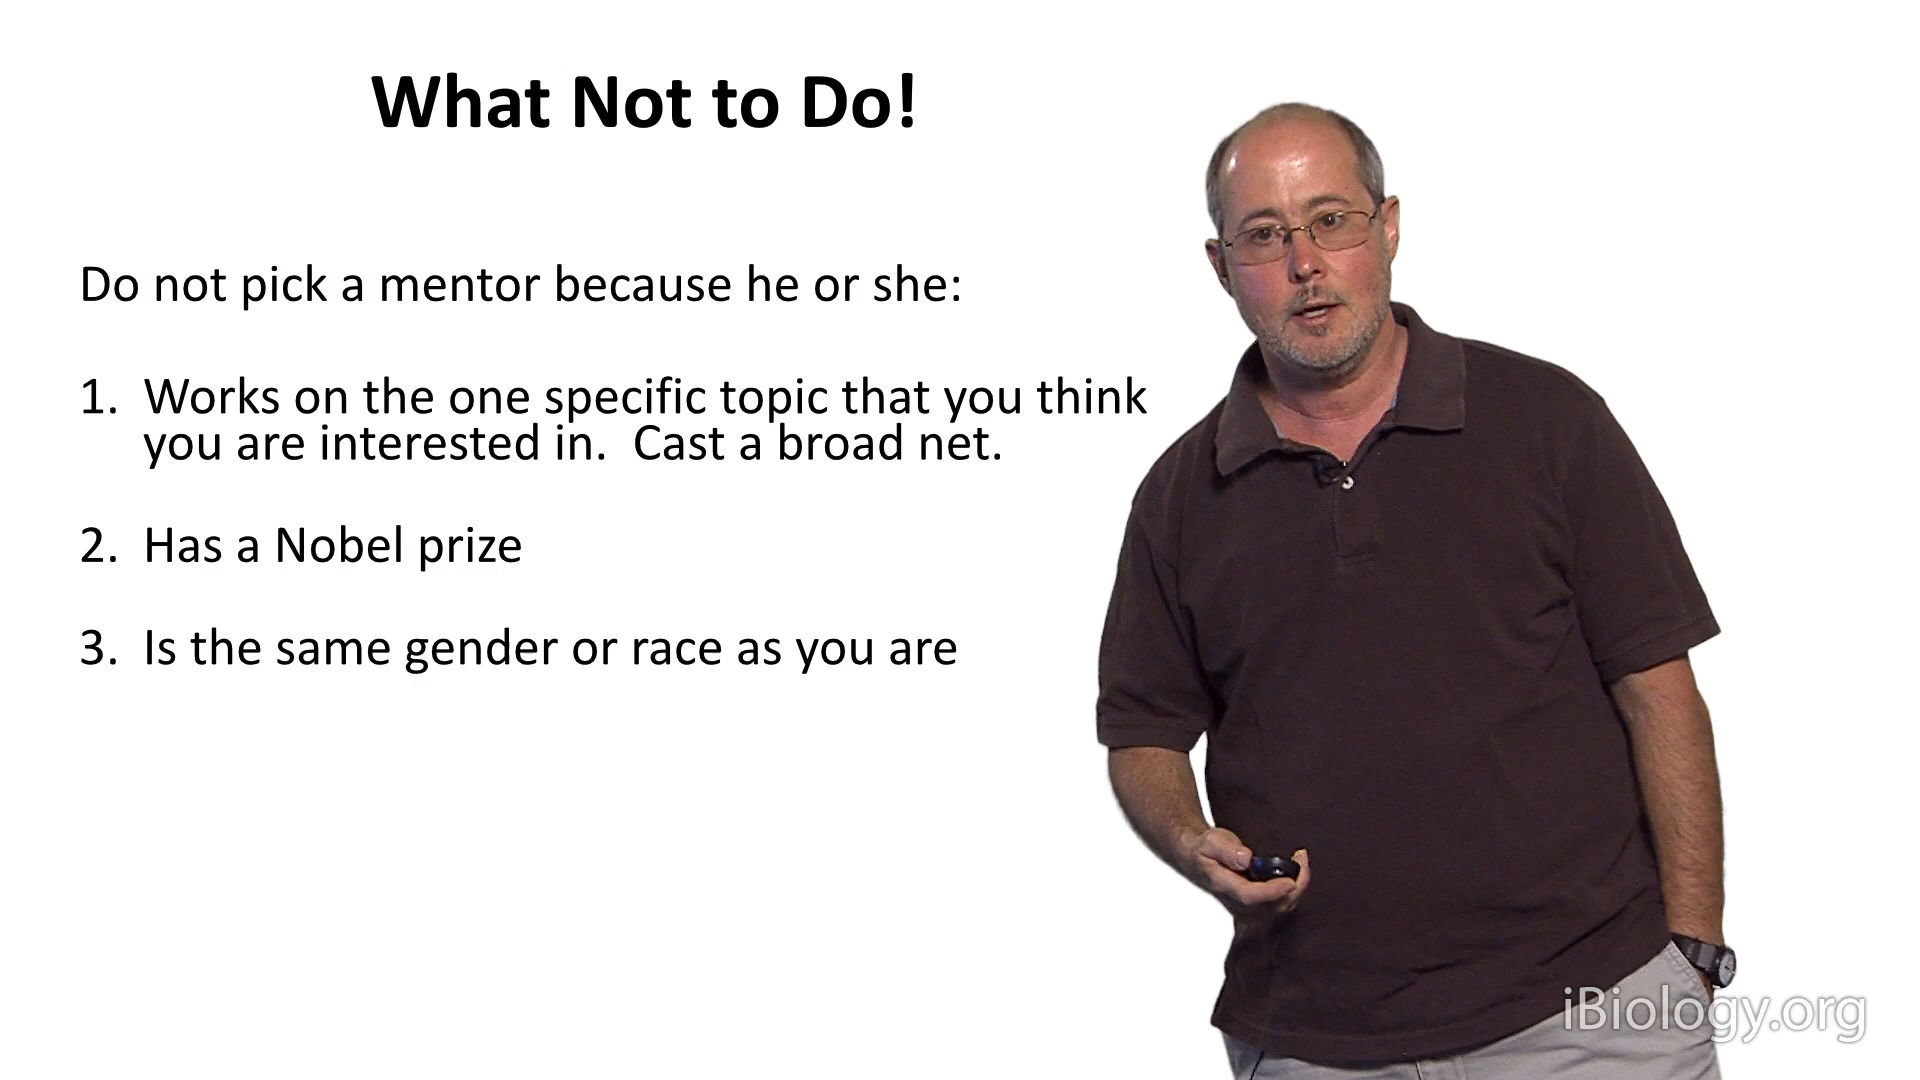 What Not to Do!
Do not pick a mentor because he or she:
1. Works on the one specific topic that you think
you are interested in.  Cast a broad net.
2. Has a Nobel prize
3. Is the same gender or race as you are
iBiology.org